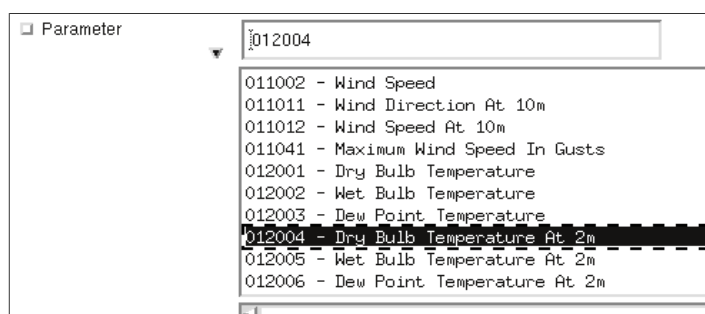 Parameter
012004
011002 - Wind Speed
011011 - Wind Direction At 10m
011012 - Wind Speed At 10m
011041 - Maximum Wind Speed In Gusts
012001 - Dry Bulb Temperature
012002 - Wet Bulb Temperature
012003 - Dew Point Temperature
012004 - Dry Bulb Temperature At 2m
012005 - Wet Bulb Temperature At 2m
012006 - Dew Point Temperature At 2m